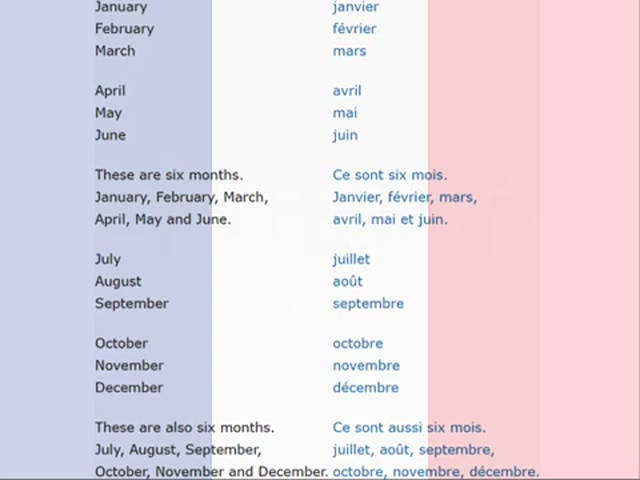 January janvier
February février
March mars
April avril
May mai
June juin
These are six months. Ce sont six mois.
January, February, March, Janvier, février, mars,
April, May and June. avril, mai et juin.
July juillet
August août
September septembre
October octobre
November novembre
December décembre
These are also six months. Ce sont aussi six mois.
July, August, September, juillet, août, septembre,
October, November and December. octobre, novembre, décembre.